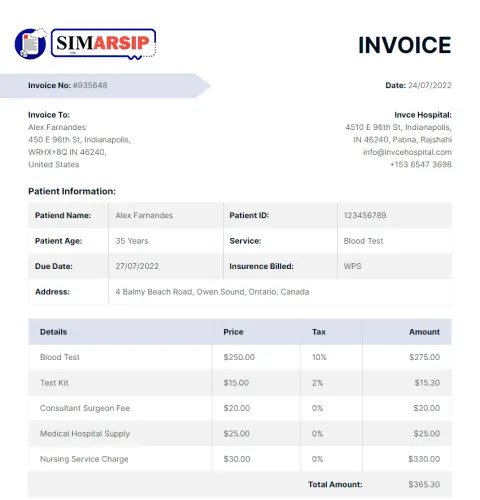 SIMARSIP
INVOICE
Invoice No: #935648
Date: 24/07/2022
Invoice To:
Alex Farnandes
450 E 96th St, Indianapolis,
WRHX+8Q IN 46240,
United States
Invce Hospital:
4510 E 96th St, Indianapolis,
IN 46240, Pabna, Rajshahi
info@invcehospital.com
+153 6547 3698
Patient Information:
Patiend Name: Alex Farnandes Patient ID: 123456789
Patient Age: 35 Years Service: Blood Test
Due Date: 27/07/2022 Insurence Billed: WPS
Address: 4 Balmy Beach Road, Owen Sound, Ontario, Canada
Details Price Tax Amount
Blood Test $250.00 10% $275.00
Test Kit $15.00 2% $15.30
Consultant Surgeon Fee $20.00 0% $20.00
Medical Hospital Supply $25.00 0% $25.00
Nursing Service Charge $30.00 0% $330.00
Total Amount: $365.30